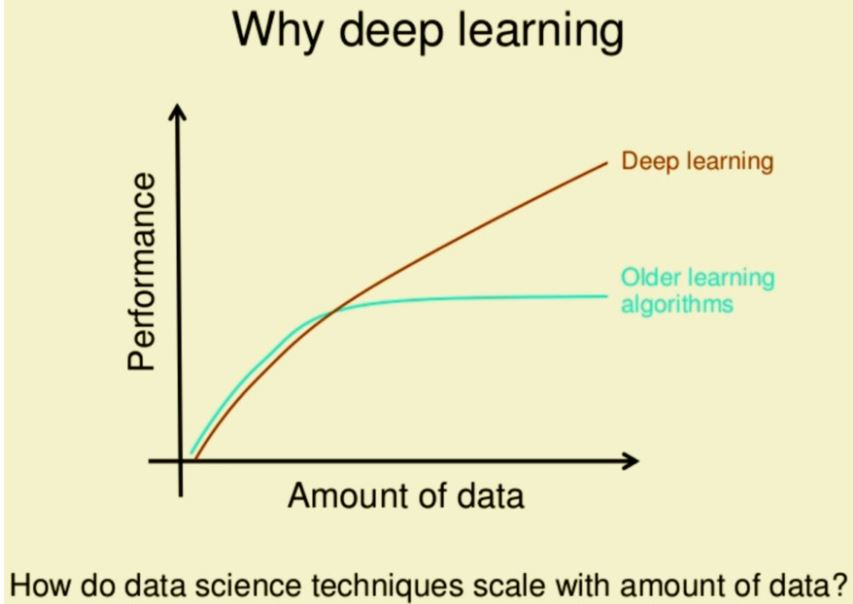 Why deep learning
Performance
Deep learning
Older learning
algorithms
Amount of data
How do data science techniques scale with amount of data?